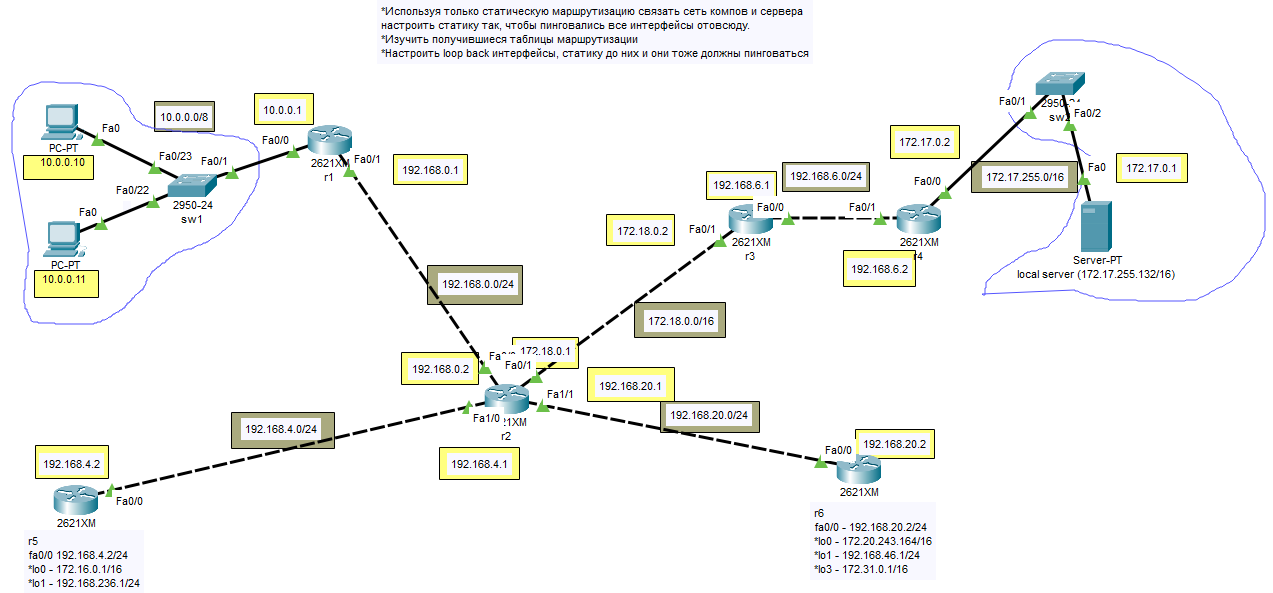 *Используя только статическую маршрутизацию связать сеть компов и сервера
настроить статику так, чтобы пинговались все интерфейсы отовсюду.
*Изучить получившиеся таблицы маршрутизации
*Настроить loop back интерфейсы, статику до них и они тоже должны пинговаться
Fa0
PC-PT
10.0.0.10
10.0.0.0/8
Fa0/23
Fa0/22
Fa0/1
2950-24
sw1
Fa0
PC-PT
10.0.0.11
10.0.0.1
Fa0/0
2621XM
r1
Fa0/1
192.168.0.1
192.168.0.0/24
192.168.0.2
172.18.0.1
Fa0/1
Fa1/0
Fa1/1
r2
192.168.4.1
192.168.4.0/24
192.168.4.2
Fa0/0
2621XM
r5
fa0/0 192.168.4.2/24
*lo0 - 172.16.0.1/16
*lo1 - 192.168.236.1/24
192.168.20.1
192.168.20.0/24
192.168.20.2
Fa0/0
2621XM
r6
fa0/0 - 192.168.20.2/24
*lo0 - 172.20.243.164/16
*lo1 - 192.168.46.1/24
*lo3 - 172.31.0.1/16
172.18.0.0/16
172.18.0.2
Fa0/1
192.168.6.1
Fa0/0
2621XM
r3
192.168.6.0/24
Fa0/1
192.168.6.2
2621XM
r4
Fa0/0
172.17.0.2
172.17.255.0/16
Fa0/1
2950-24
sw2
Fa0/2
Fa0
172.17.0.1
Server-PT
local server (172.17.255.132/16)